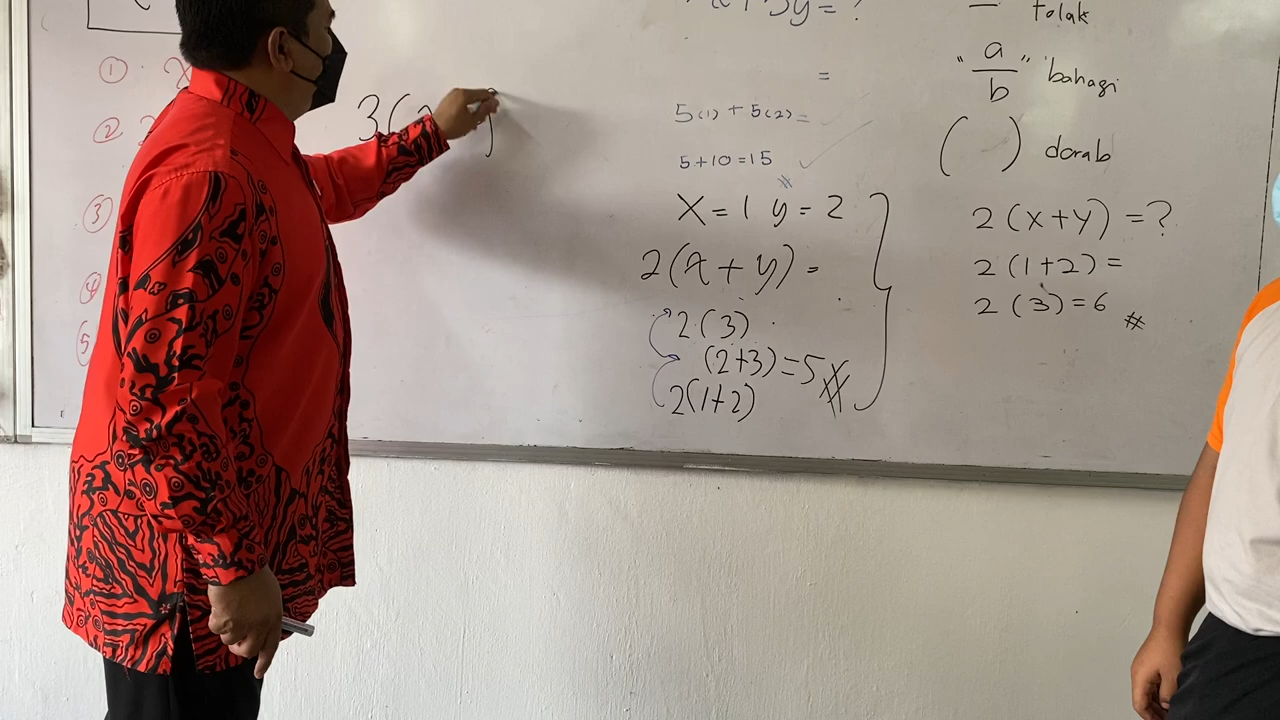 ①
②
③
④
⑤
3(
=
5(1) + 5(2) =
5 + 10 = 15
x = 1 y = 2
2(x + y) =
2(3)
(2+3) = 5
2(1+2)
— tolak
" a/b " bahagi
( ) darab
2(x+y) = ?
2(1+2) =
2(3) = 6 #